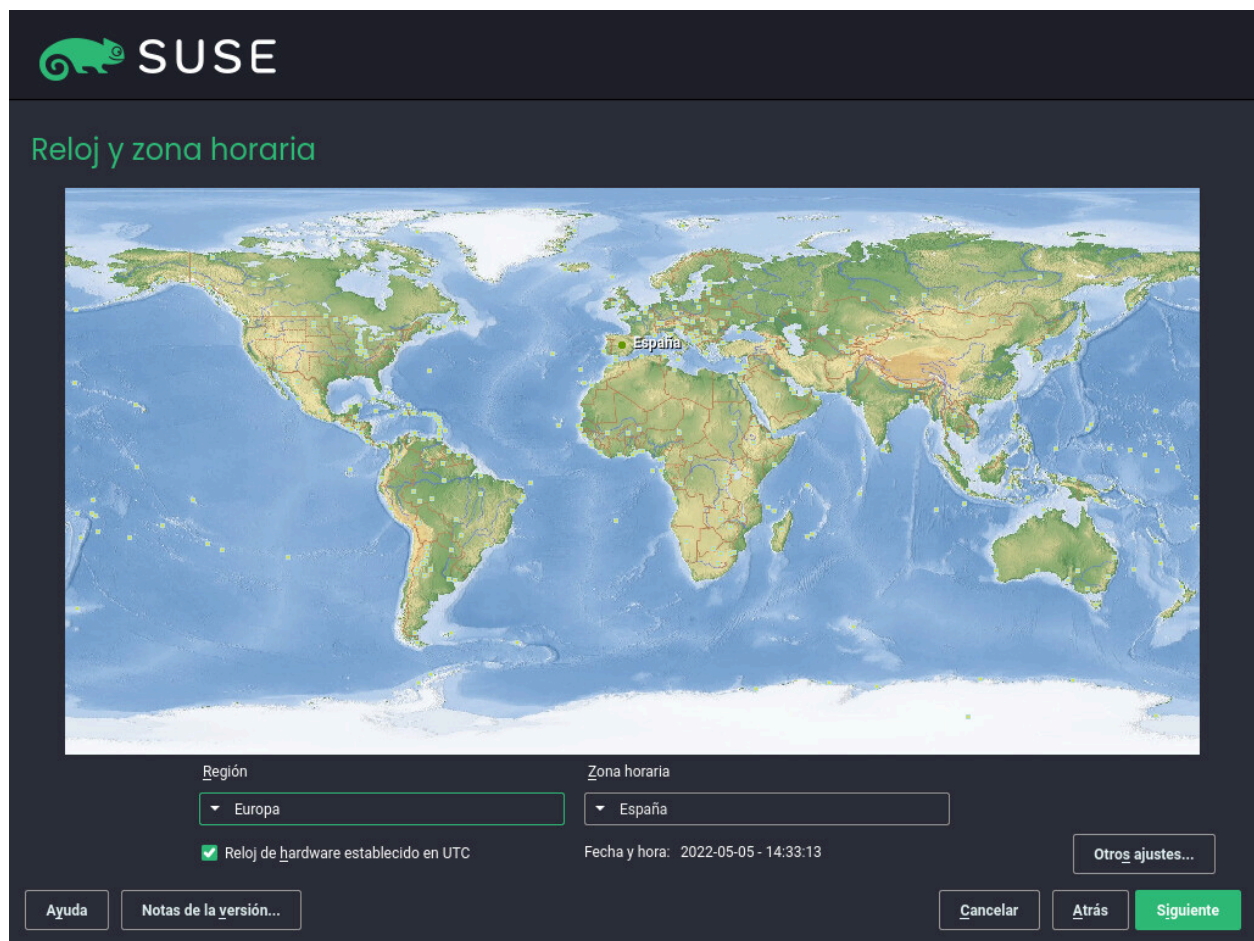 SUSE
Reloj y zona horaria
España
Región
Zona horaria
Europa
España
Reloj de hardware establecido en UTC
Fecha y hora: 2022-05-05 - 14:33:13
Otros ajustes...
Ayuda
Notas de la versión...
Cancelar
Atrás
Siguiente